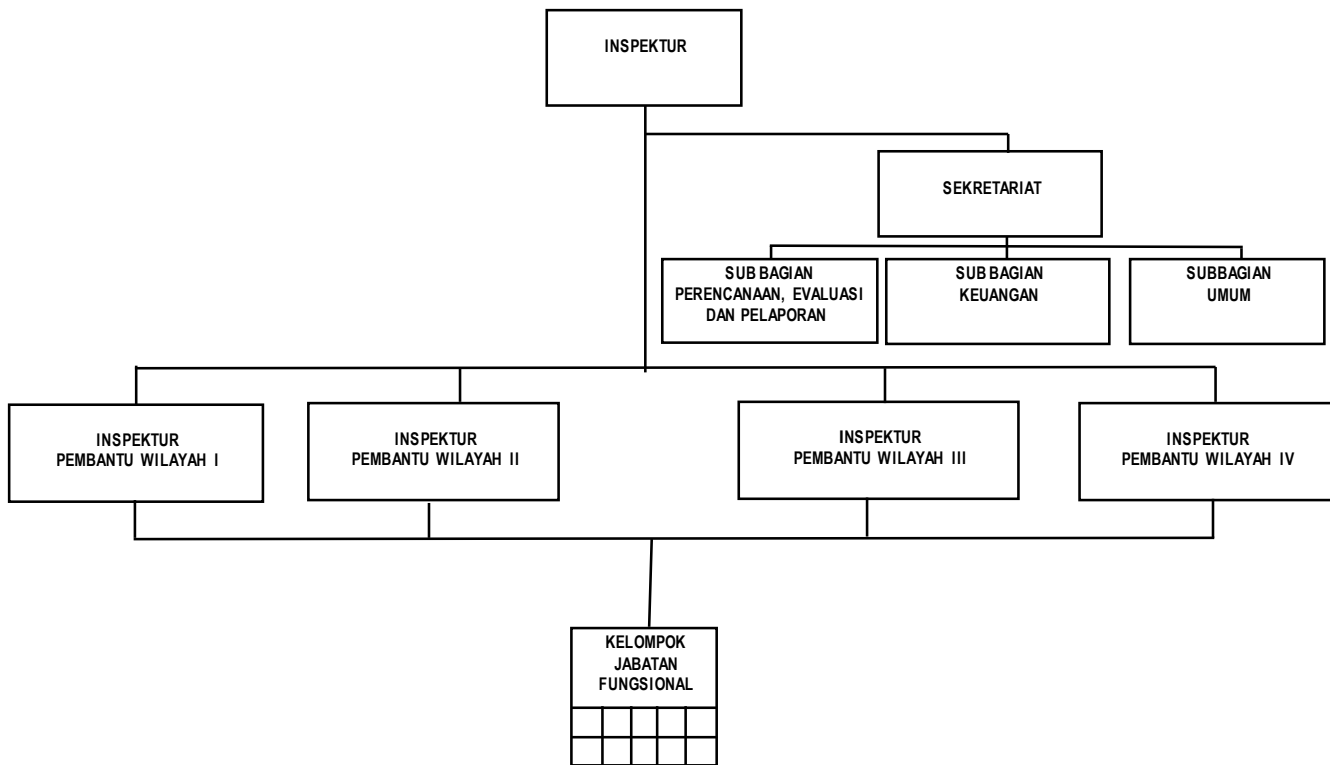 INSPEKTUR
SEKRETARIAT
SUB BAGIAN
PERENCANAAN, EVALUASI
DAN PELAPORAN
SUB BAGIAN
KEUANGAN
SUBBAGIAN
UMUM
INSPEKTUR
PEMBANTU WILAYAH I
INSPEKTUR
PEMBANTU WILAYAH II
INSPEKTUR
PEMBANTU WILAYAH III
INSPEKTUR
PEMBANTU WILAYAH IV
KELOMPOK
JABATAN
FUNGSIONAL